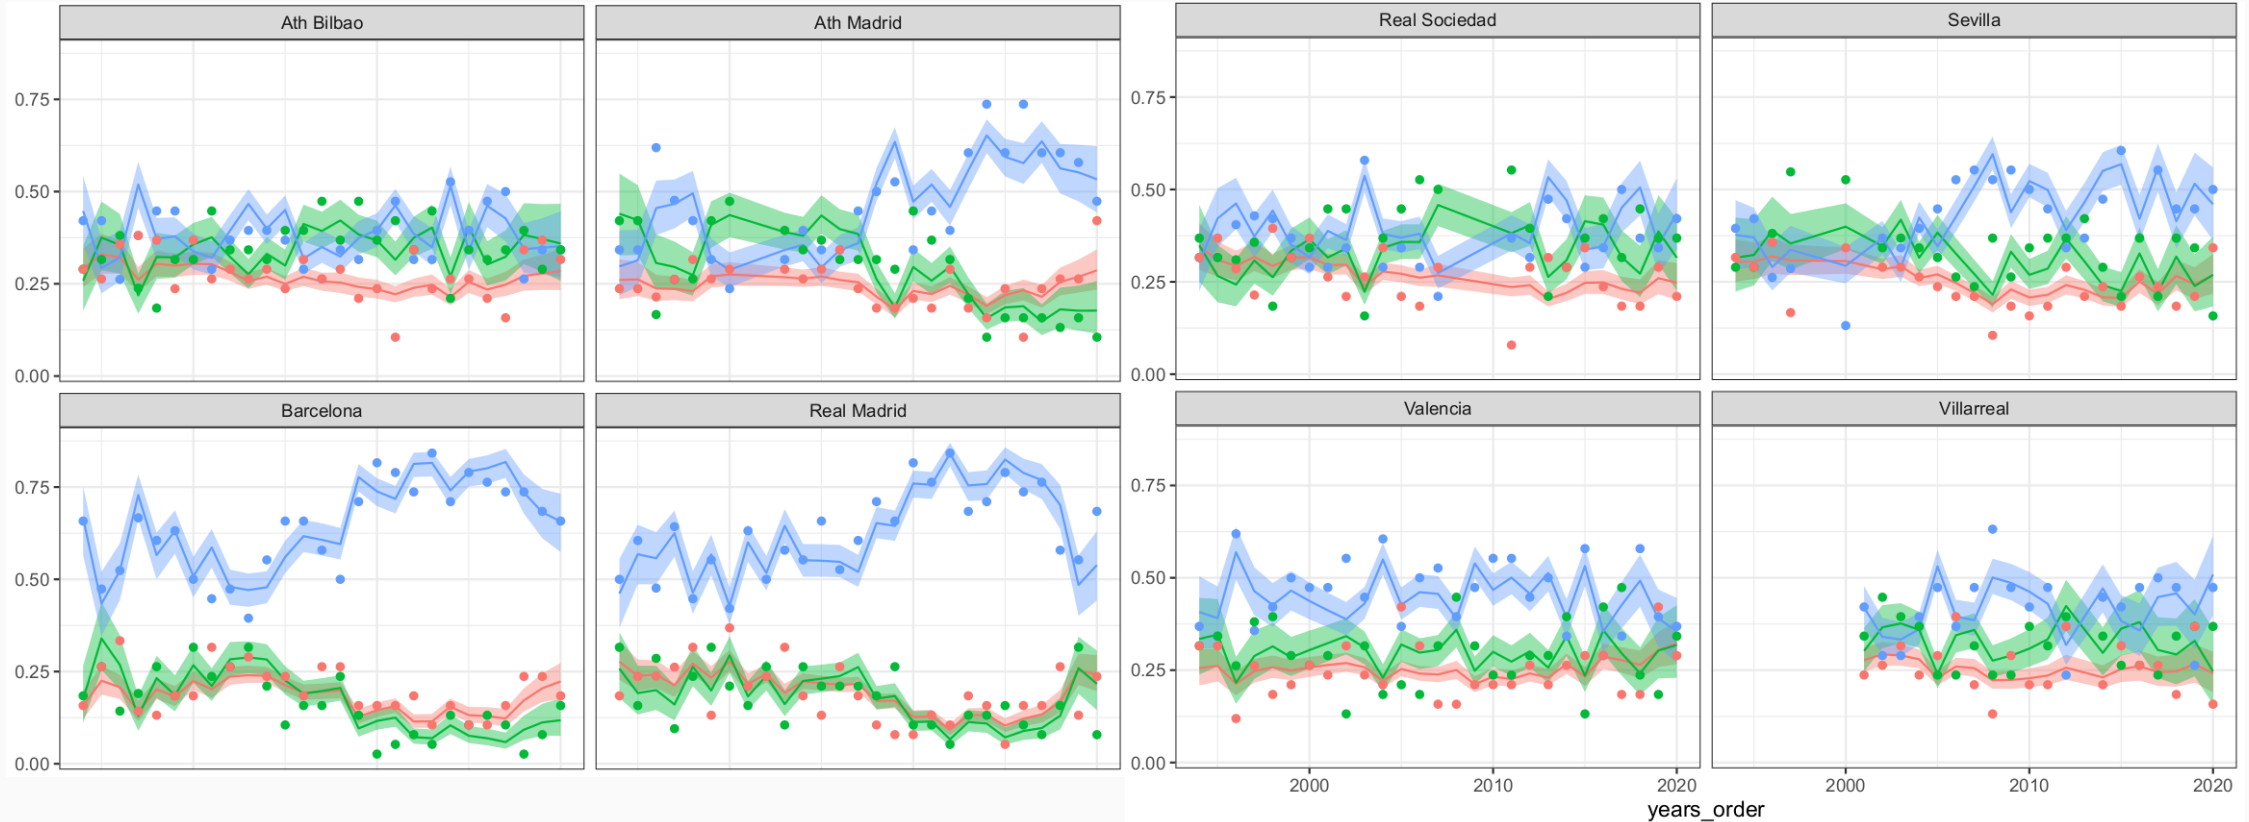 Ath Bilbao
Ath Madrid
Real Sociedad
Sevilla
0.75
0.50
0.25
0.00
0.75
0.50
0.25
0.00
Barcelona
Real Madrid
Valencia
Villarreal
0.75
0.50
0.25
0.00
0.75
0.50
0.25
0.00
2000 2010 2020 2000 2010 2020
years_order